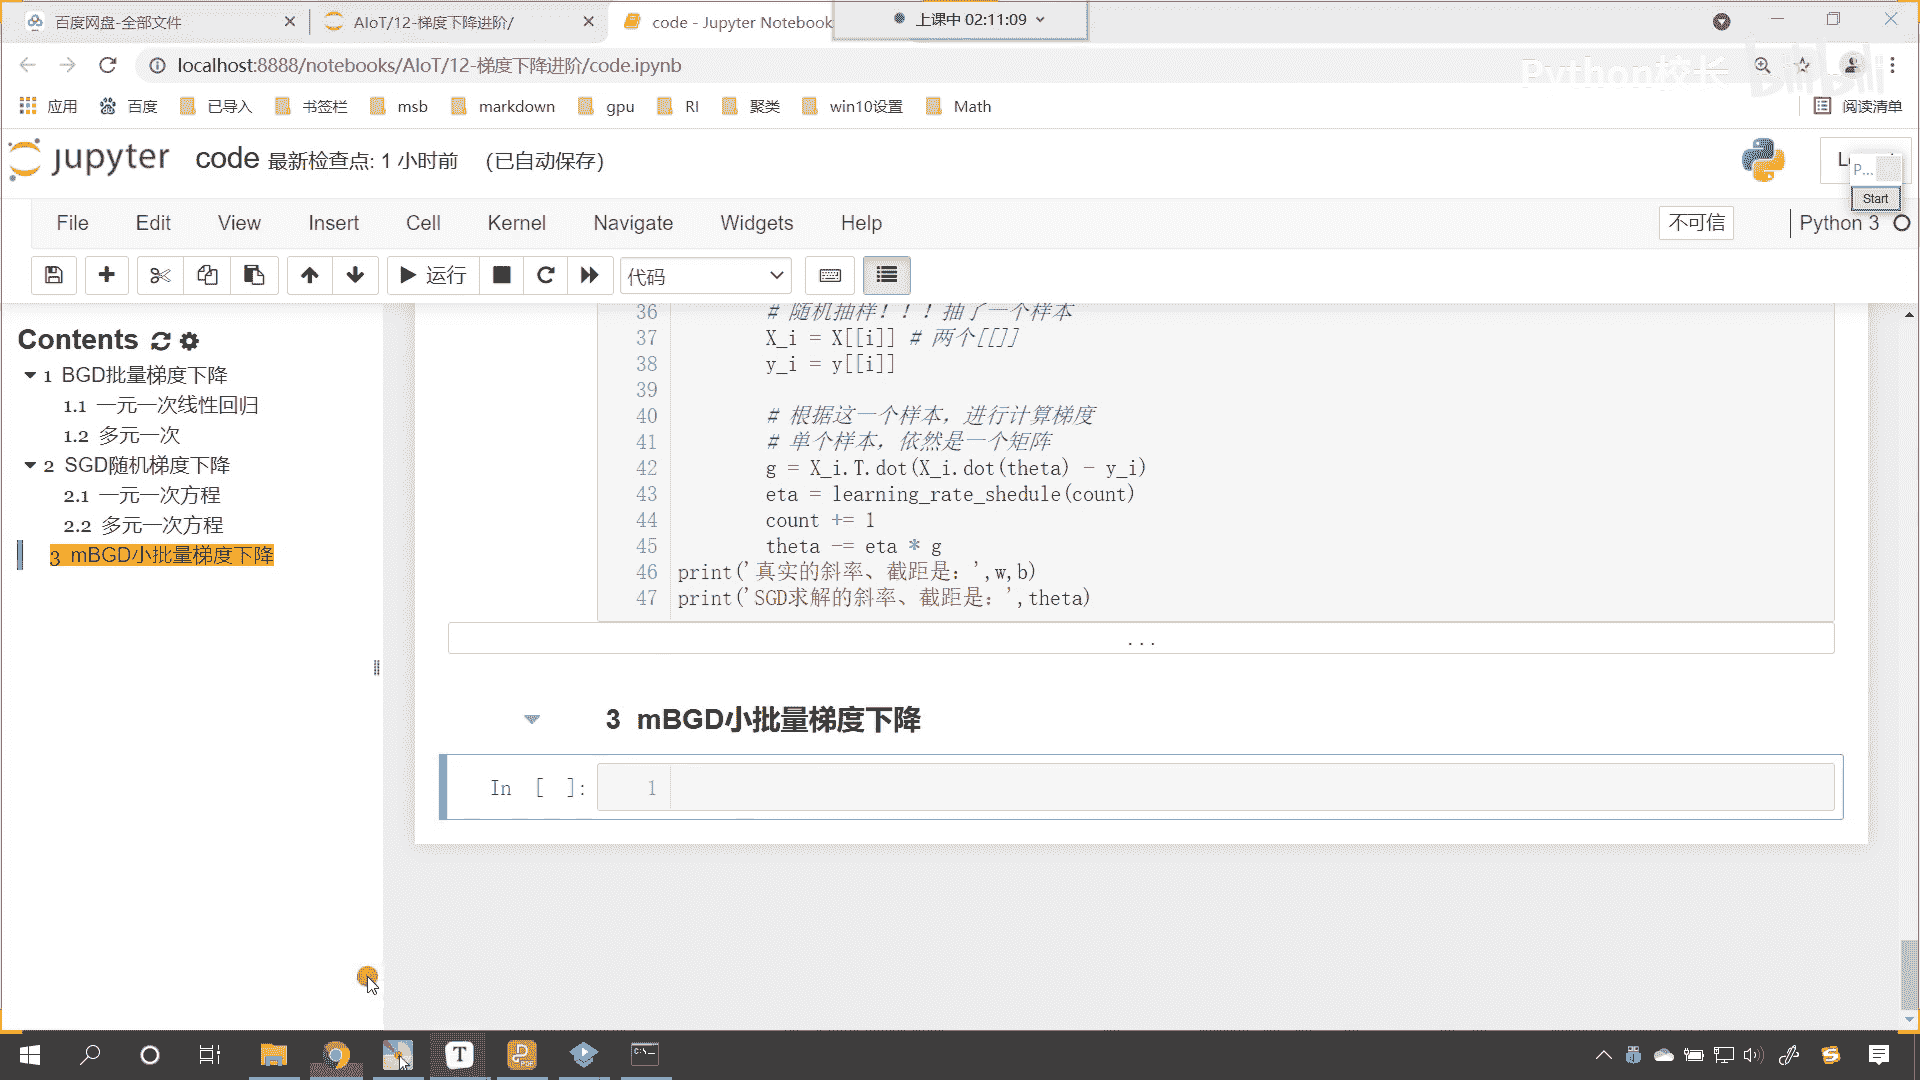 百度网盘-全部文件
AIoT/12-梯度下降进阶/
code - Jupyter Notebook
上课中 02:11:09
localhost:8888/notebooks/AIoT/12-梯度下降进阶/code.ipynb
Python校长
bilibili
应用 百度 已导入 书签栏 msb markdown gpu RI 聚类 win10设置 Math 阅读清单
jupyter code 最新检查点: 1 小时前 (已自动保存)
P...
Start
File Edit View Insert Cell Kernel Navigate Widgets Help 不可信 Python 3
运行 代码
Contents
1 BGD批量梯度下降
1.1 一元一次线性回归
1.2 多元一次
2 SGD随机梯度下降
2.1 一元一次方程
2.2 多元一次方程
3 mBGD小批量梯度下降
36 # 随机抽样！！！抽了一个样本
37 X_i = X[[i]] # 两个[[]]
38 y_i = y[[i]]
39
40 # 根据这一个样本，进行计算梯度
41 # 单个样本，依然是一个矩阵
42 g = X_i.T.dot(X_i.dot(theta) - y_i)
43 eta = learning_rate_shedule(count)
44 count += 1
45 theta -= eta * g
46 print('真实的斜率、截距是：',w,b)
47 print('SGD求解的斜率、截距是：',theta)
...
3 mBGD小批量梯度下降
In [ ]: 1